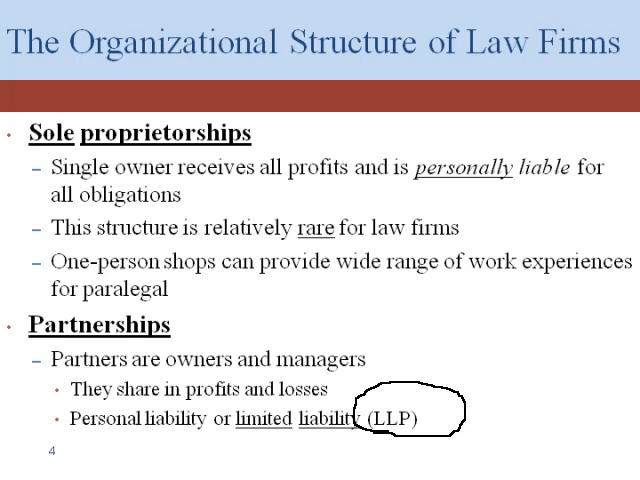 The Organizational Structure of Law Firms
• Sole proprietorships
– Single owner receives all profits and is personally liable for
all obligations
– This structure is relatively rare for law firms
– One-person shops can provide wide range of work experiences
for paralegal
• Partnerships
– Partners are owners and managers
• They share in profits and losses
• Personal liability or limited liability (LLP)
4